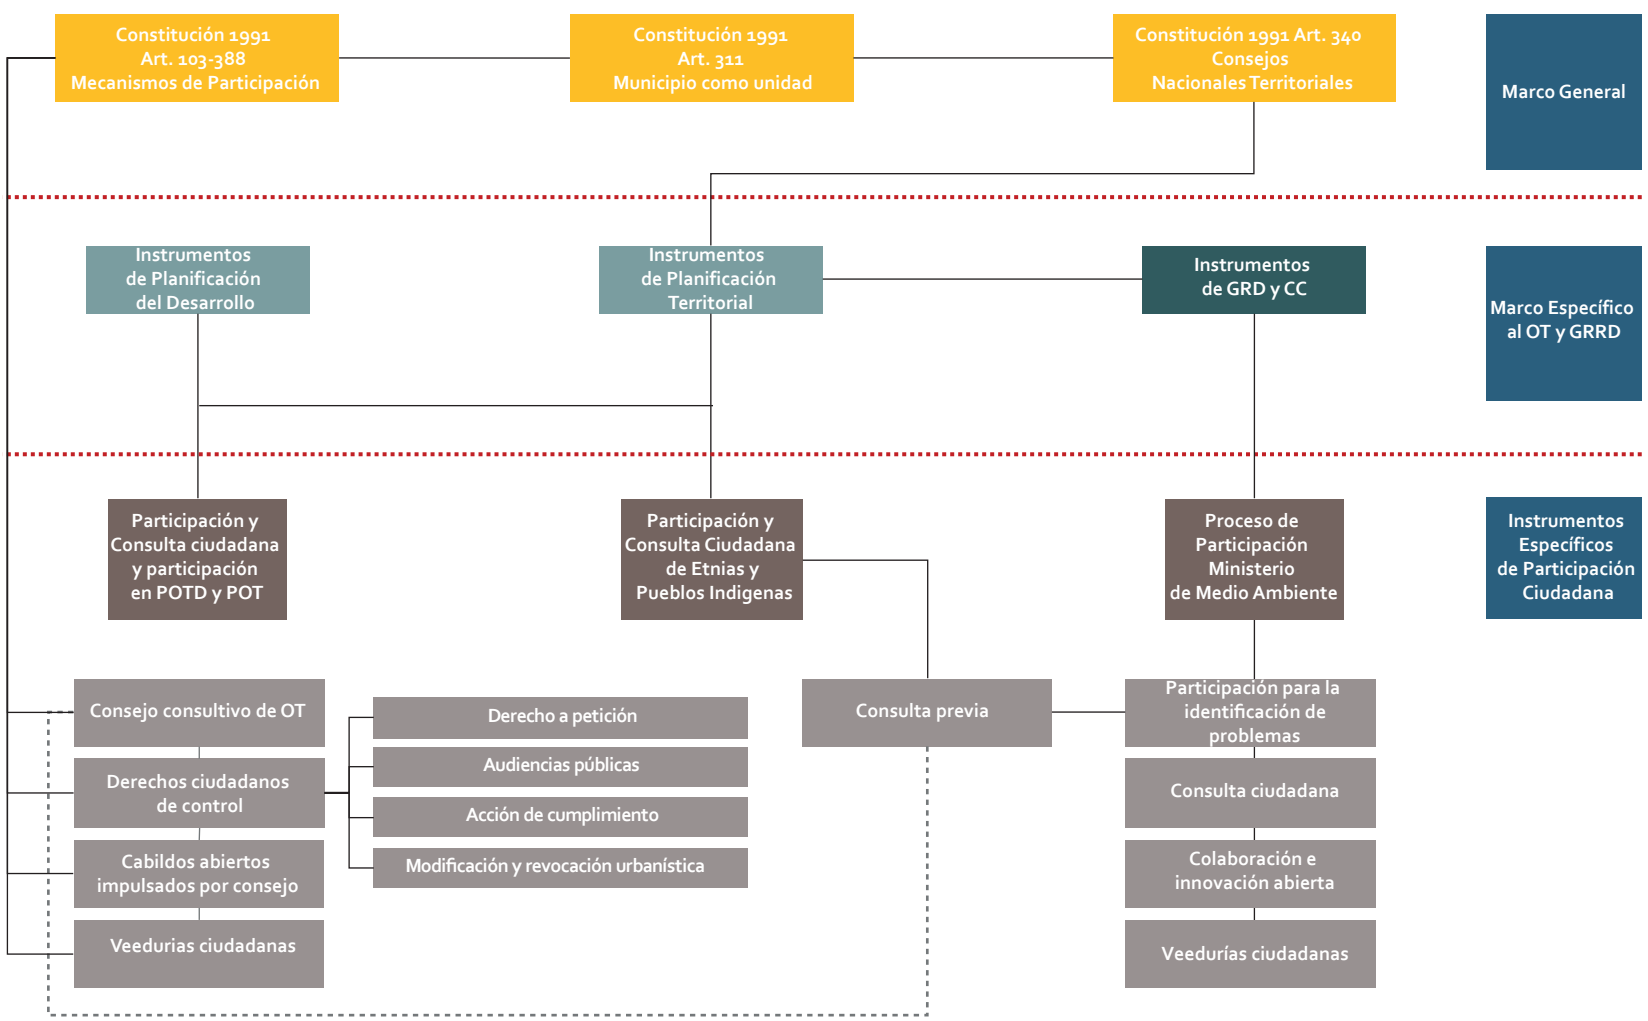 Constitución 1991
Art. 103-388
Mecanismos de Participación
Constitución 1991
Art. 311
Municipio como unidad
Constitución 1991 Art. 340
Consejos
Nacionales Territoriales
Marco General
Instrumentos
de Planificación
del Desarrollo
Instrumentos
de Planificación
Territorial
Instrumentos
de GRD y CC
Marco Específico
al OT y GRRD
Participación y
Consulta ciudadana
y participación
en POTD y POT
Participación y
Consulta Ciudadana
de Etnias y
Pueblos Indigenas
Proceso de
Participación
Ministerio
de Medio Ambiente
Instrumentos
Específicos
de Participación
Ciudadana
Consejo consultivo de OT
Derechos ciudadanos
de control
Cabildos abiertos
impulsados por consejo
Veedurias ciudadanas
Derecho a petición
Audiencias públicas
Acción de cumplimiento
Modificación y revocación urbanística
Consulta previa
Participación para la
identificación de
problemas
Consulta ciudadana
Colaboración e
innovación abierta
Veedurías ciudadanas